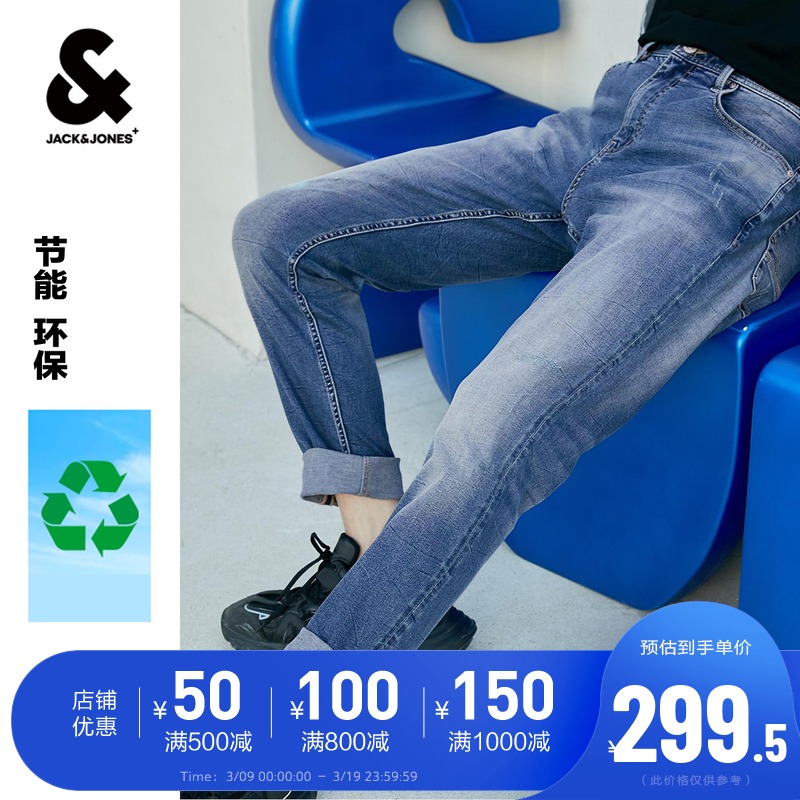 JACK&JONES+
节能 环保
店铺优惠
¥50
满500减
¥100
满800减
¥150
满1000减
Time: 3/09 00:00:00 - 3/19 23:59:59
预估到手单价
¥299.5
(此价格仅供参考)